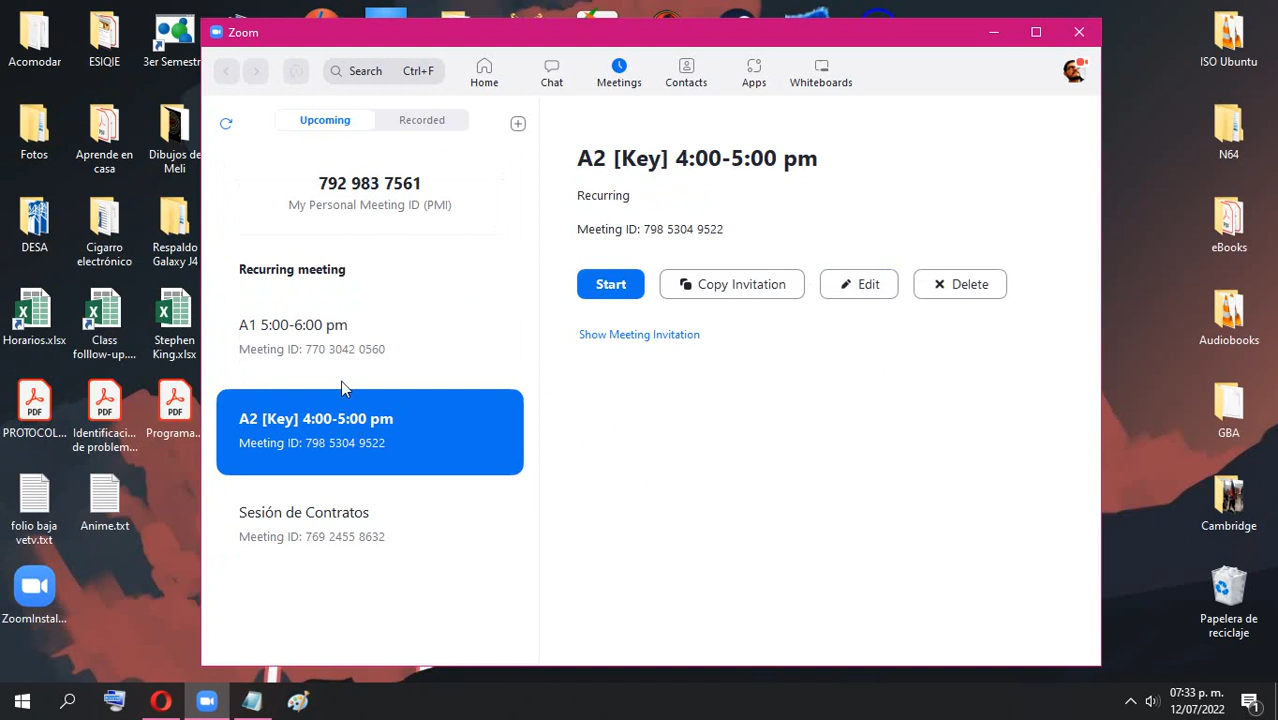 Zoom
Search Ctrl+F
Home
Chat
Meetings
Contacts
Apps
Whiteboards
Upcoming
Recorded
792 983 7561
My Personal Meeting ID (PMI)
Recurring meeting
A1 5:00-6:00 pm
Meeting ID: 770 3042 0560
A2 [Key] 4:00-5:00 pm
Meeting ID: 798 5304 9522
Sesión de Contratos
Meeting ID: 769 2455 8632
A2 [Key] 4:00-5:00 pm
Recurring
Meeting ID: 798 5304 9522
Start
Copy Invitation
Edit
Delete
Show Meeting Invitation
Acomodar
ESIQIE
3er Semestr
Fotos
Aprende en
casa
Dibujos de
Meli
DESA
Cigarro
electrónico
Respaldo
Galaxy J4
Horarios.xlsx
Class
folllow-up....
Stephen
King.xlsx
PDF
PROTOCOL...
PDF
Identificaci...
de problem...
PDF
Programa...
folio baja
vetv.txt
Anime.txt
ZoomInstal...
ISO Ubuntu
N64
eBooks
Audiobooks
GBA
Cambridge
Papelera de
reciclaje
07:33 p. m.
12/07/2022
1